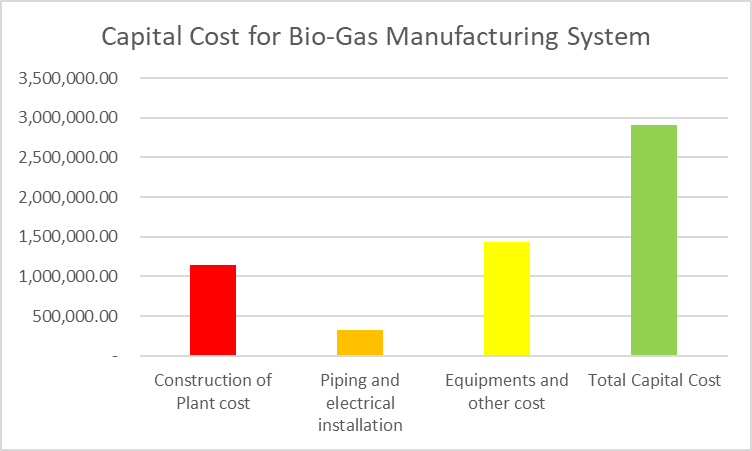 Capital Cost for Bio-Gas Manufacturing System
3,500,000.00
3,000,000.00
2,500,000.00
2,000,000.00
1,500,000.00
1,000,000.00
500,000.00
-
Construction of
Plant cost
Piping and
electrical
installation
Equipments and
other cost
Total Capital Cost